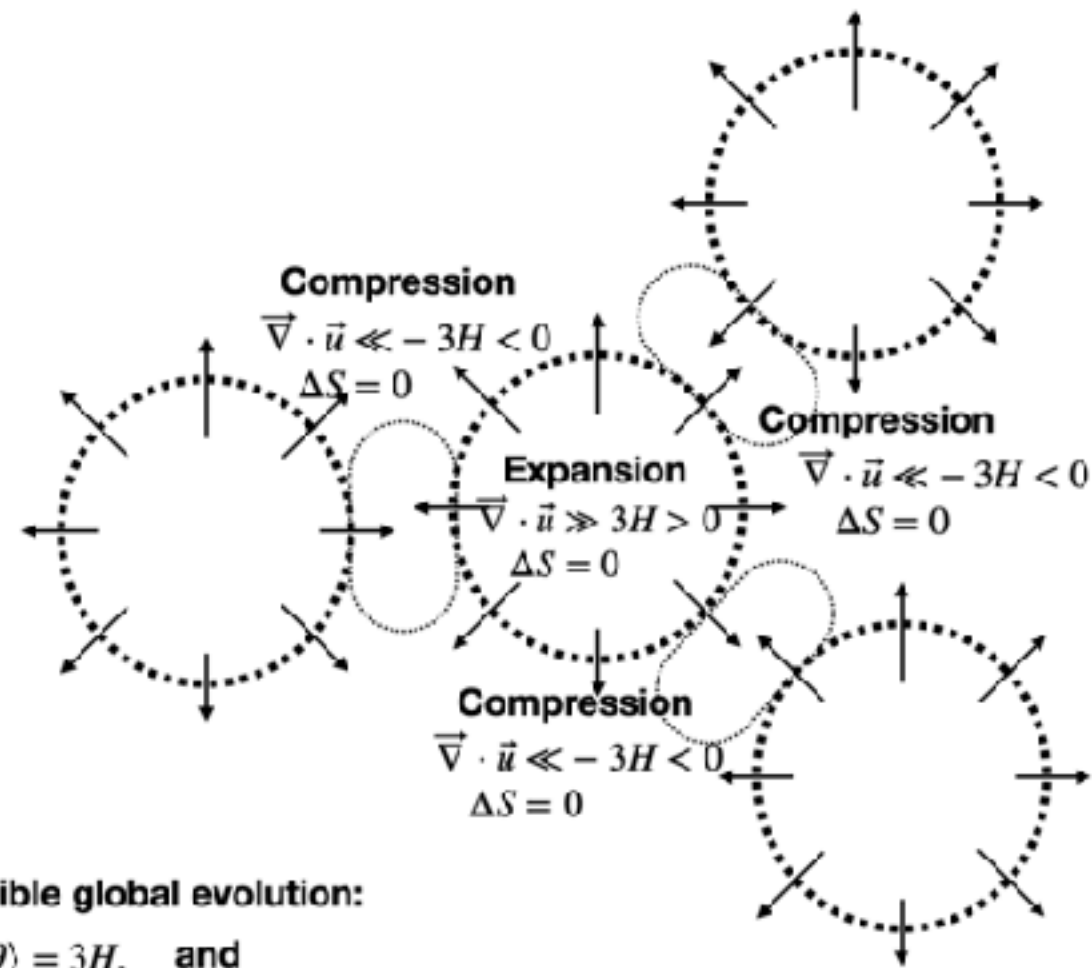 Compression
∇⃗ · u⃗ ≪ − 3H < 0
ΔS = 0
Compression
∇⃗ · u⃗ ≪ − 3H < 0
ΔS = 0
Expansion
∇⃗ · u⃗ ≫ 3H > 0
ΔS = 0
Compression
∇⃗ · u⃗ ≪ − 3H < 0
ΔS = 0
global evolution:
⟩ = 3H, and